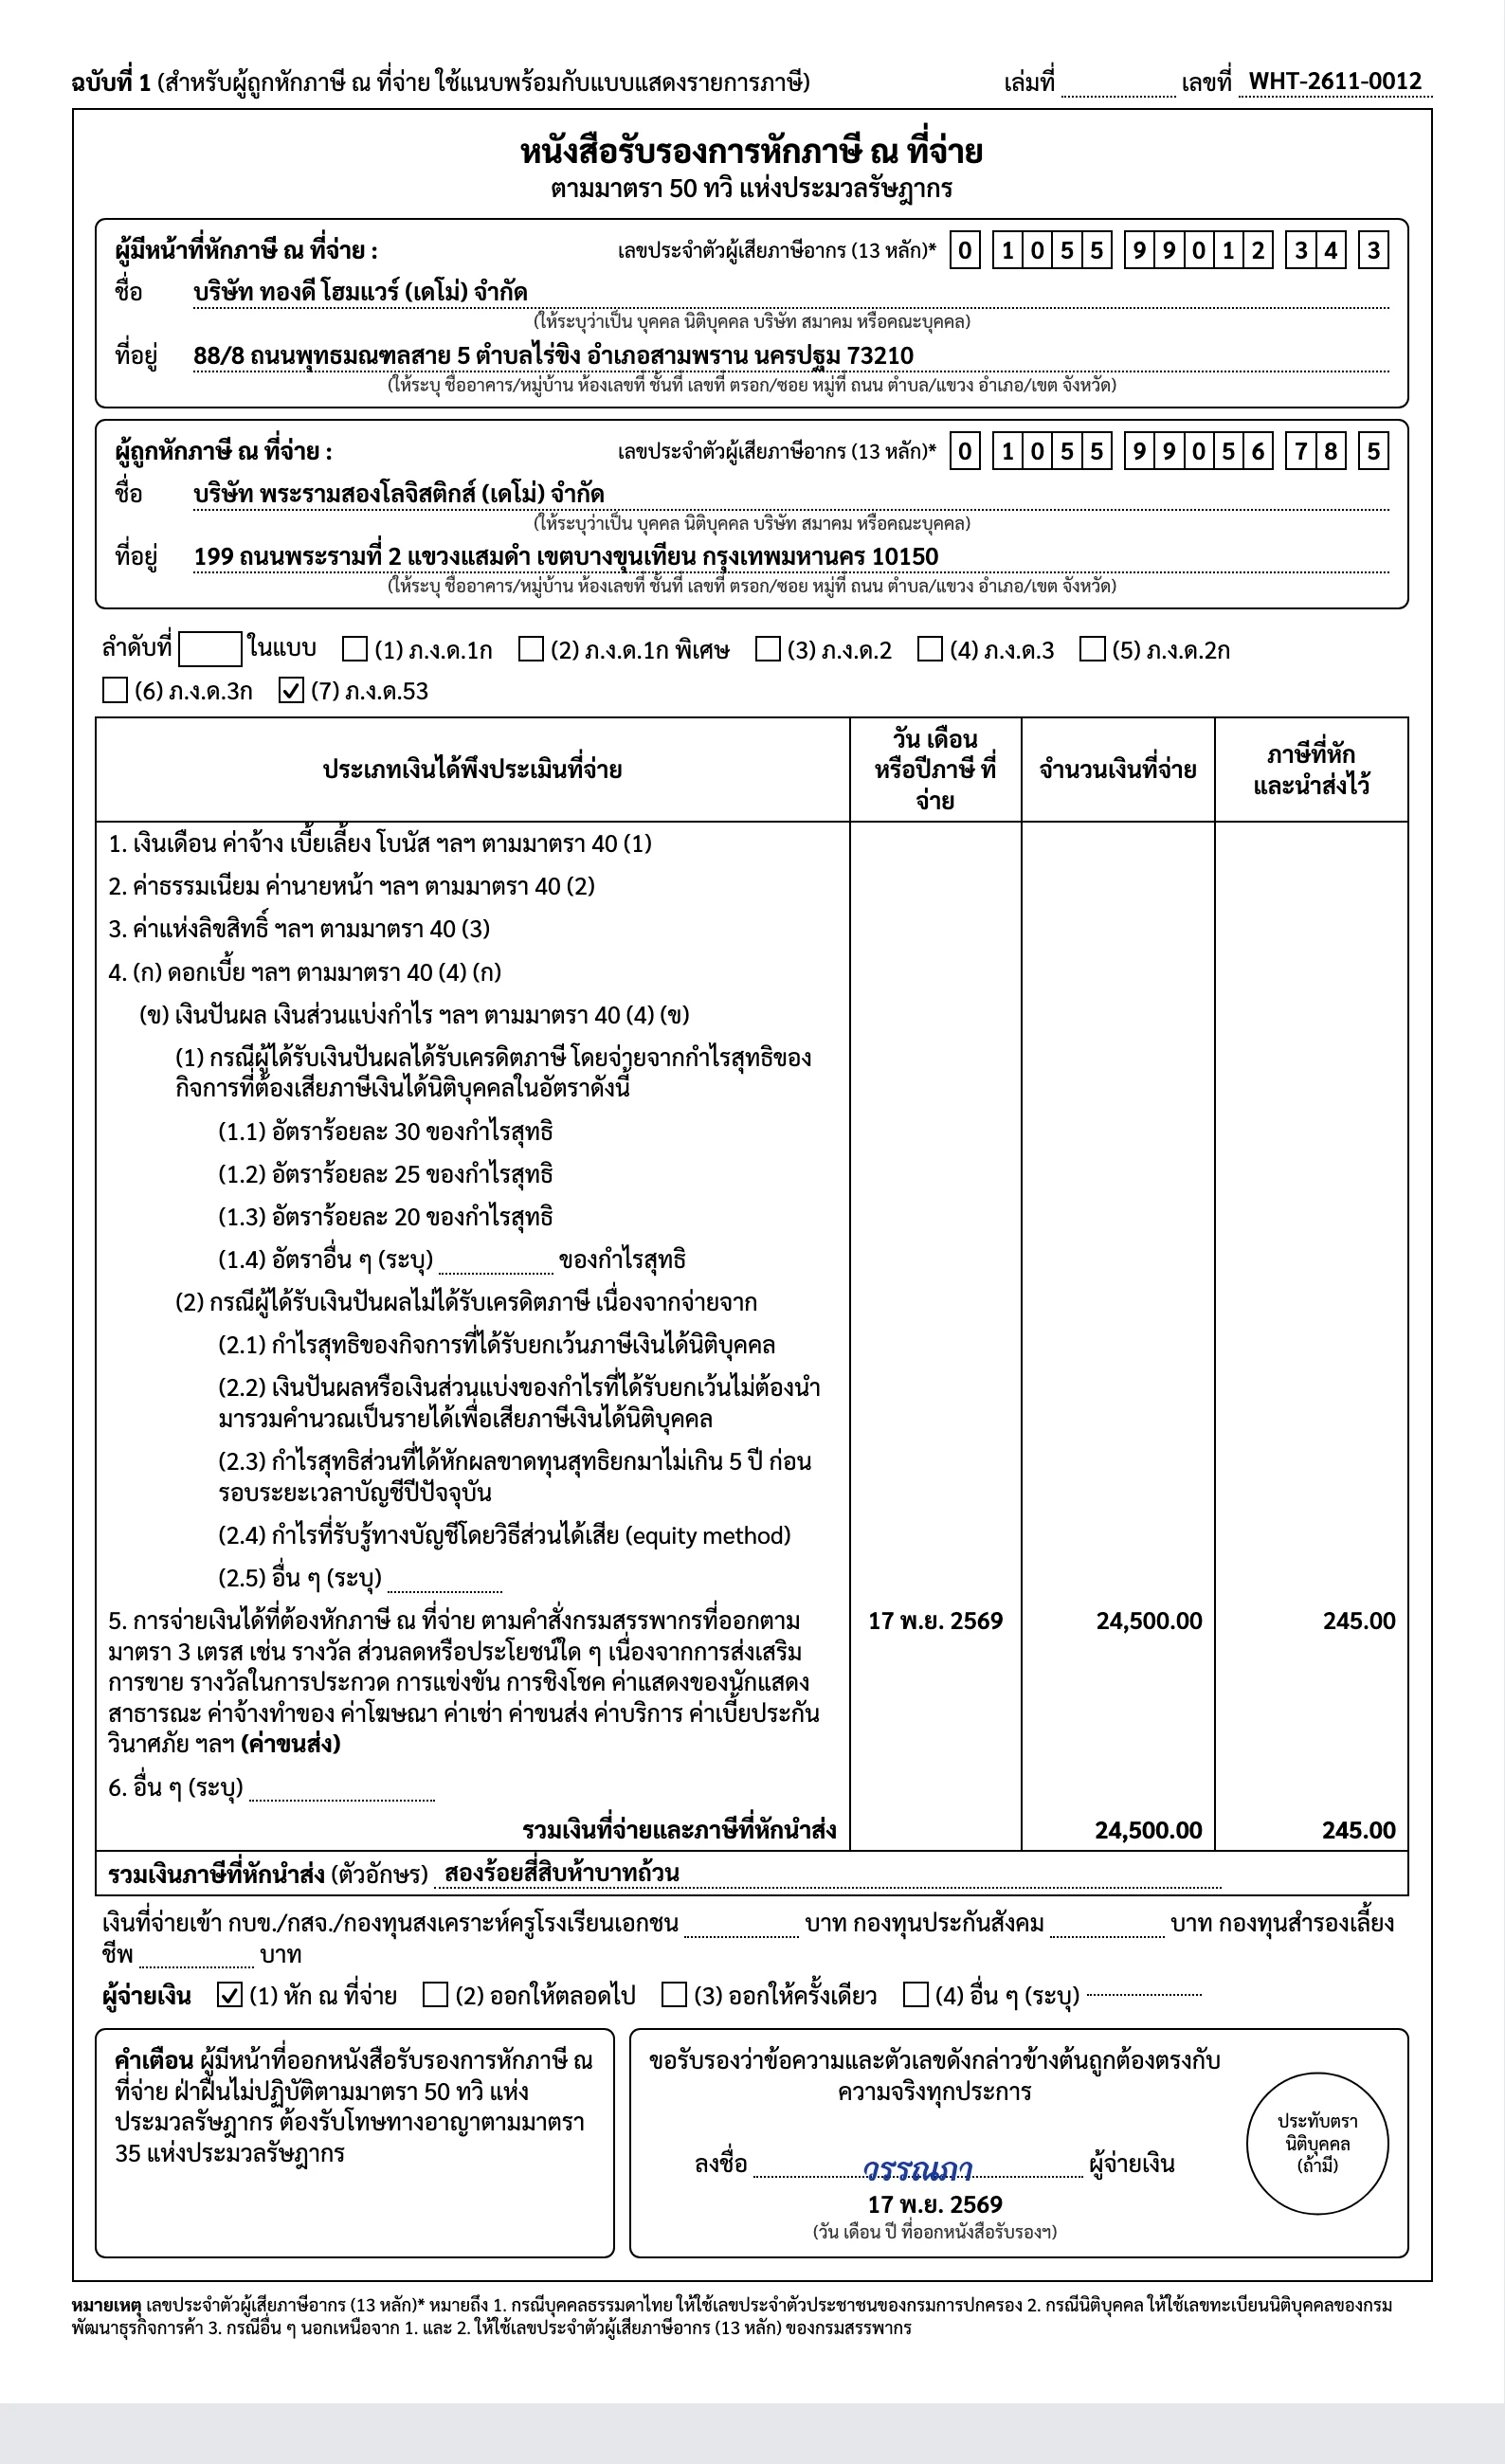 ฉบับที่ 1 (สำหรับผู้ถูกหักภาษี ณ ที่จ่าย ใช้แนบพร้อมกับแบบแสดงรายการภาษี) เล่มที่ เลขที่ WHT-2611-0012
หนังสือรับรองการหักภาษี ณ ที่จ่าย
ตามมาตรา 50 ทวิ แห่งประมวลรัษฎากร
ผู้มีหน้าที่หักภาษี ณ ที่จ่าย : เลขประจำตัวผู้เสียภาษีอากร (13 หลัก)* 0 1055 99012 34 3
ชื่อ บริษัท ทองดี โฮมแวร์ (เดโม่) จำกัด
(ให้ระบุว่าเป็น บุคคล นิติบุคคล บริษัท สมาคม หรือคณะบุคคล)
ที่อยู่ 88/8 ถนนพุทธมณฑลสาย 5 ตำบลไร่ขิง อำเภอสามพราน นครปฐม 73210
(ให้ระบุ ชื่ออาคาร/หมู่บ้าน ห้องเลขที่ ชั้นที่ เลขที่ ตรอก/ซอย หมู่ที่ ถนน ตำบล/แขวง อำเภอ/เขต จังหวัด)
ผู้ถูกหักภาษี ณ ที่จ่าย : เลขประจำตัวผู้เสียภาษีอากร (13 หลัก)* 0 1055 99056 78 5
ชื่อ บริษัท พระรามสองโลจิสติกส์ (เดโม่) จำกัด
(ให้ระบุว่าเป็น บุคคล นิติบุคคล บริษัท สมาคม หรือคณะบุคคล)
ที่อยู่ 199 ถนนพระรามที่ 2 แขวงแสมดำ เขตบางขุนเทียน กรุงเทพมหานคร 10150
(ให้ระบุ ชื่ออาคาร/หมู่บ้าน ห้องเลขที่ ชั้นที่ เลขที่ ตรอก/ซอย หมู่ที่ ถนน ตำบล/แขวง อำเภอ/เขต จังหวัด)
ลำดับที่ ในแบบ (1) ภ.ง.ด.1ก (2) ภ.ง.ด.1ก พิเศษ (3) ภ.ง.ด.2 (4) ภ.ง.ด.3 (5) ภ.ง.ด.2ก
(6) ภ.ง.ด.3ก (7) ภ.ง.ด.53
ประเภทเงินได้พึงประเมินที่จ่าย
วัน เดือน
หรือปีภาษี ที่
จ่าย
จำนวนเงินที่จ่าย
ภาษีที่หัก
และนำส่งไว้
1. เงินเดือน ค่าจ้าง เบี้ยเลี้ยง โบนัส ฯลฯ ตามมาตรา 40 (1)
2. ค่าธรรมเนียม ค่านายหน้า ฯลฯ ตามมาตรา 40 (2)
3. ค่าแห่งลิขสิทธิ์ ฯลฯ ตามมาตรา 40 (3)
4. (ก) ดอกเบี้ย ฯลฯ ตามมาตรา 40 (4) (ก)
(ข) เงินปันผล เงินส่วนแบ่งกำไร ฯลฯ ตามมาตรา 40 (4) (ข)
(1) กรณีผู้ได้รับเงินปันผลได้รับเครดิตภาษี โดยจ่ายจากกำไรสุทธิของ
กิจการที่ต้องเสียภาษีเงินได้นิติบุคคลในอัตราดังนี้
(1.1) อัตราร้อยละ 30 ของกำไรสุทธิ
(1.2) อัตราร้อยละ 25 ของกำไรสุทธิ
(1.3) อัตราร้อยละ 20 ของกำไรสุทธิ
(1.4) อัตราอื่น ๆ (ระบุ) ของกำไรสุทธิ
(2) กรณีผู้ได้รับเงินปันผลไม่ได้รับเครดิตภาษี เนื่องจากจ่ายจาก
(2.1) กำไรสุทธิของกิจการที่ได้รับยกเว้นภาษีเงินได้นิติบุคคล
(2.2) เงินปันผลหรือเงินส่วนแบ่งของกำไรที่ได้รับยกเว้นไม่ต้องนำ
มารวมคำนวณเป็นรายได้เพื่อเสียภาษีเงินได้นิติบุคคล
(2.3) กำไรสุทธิส่วนที่ได้หักผลขาดทุนสุทธิยกมาไม่เกิน 5 ปี ก่อน
รอบระยะเวลาบัญชีปีปัจจุบัน
(2.4) กำไรที่รับรู้ทางบัญชีโดยวิธีส่วนได้เสีย (equity method)
(2.5) อื่น ๆ (ระบุ)
5. การจ่ายเงินได้ที่ต้องหักภาษี ณ ที่จ่าย ตามคำสั่งกรมสรรพากรที่ออกตาม 17 พ.ย. 2569 24,500.00 245.00
มาตรา 3 เตรส เช่น รางวัล ส่วนลดหรือประโยชน์ใด ๆ เนื่องจากการส่งเสริม
การขาย รางวัลในการประกวด การแข่งขัน การชิงโชค ค่าแสดงของนักแสดง
สาธารณะ ค่าจ้างทำของ ค่าโฆษณา ค่าเช่า ค่าขนส่ง ค่าบริการ ค่าเบี้ยประกัน
วินาศภัย ฯลฯ (ค่าขนส่ง)
6. อื่น ๆ (ระบุ)
รวมเงินที่จ่ายและภาษีที่หักนำส่ง 24,500.00 245.00
รวมเงินภาษีที่หักนำส่ง (ตัวอักษร) สองร้อยสี่สิบห้าบาทถ้วน
เงินที่จ่ายเข้า กบข./กสจ./กองทุนสงเคราะห์ครูโรงเรียนเอกชน บาท กองทุนประกันสังคม บาท กองทุนสำรองเลี้ยง
ชีพ บาท
ผู้จ่ายเงิน (1) หัก ณ ที่จ่าย (2) ออกให้ตลอดไป (3) ออกให้ครั้งเดียว (4) อื่น ๆ (ระบุ)
คำเตือน ผู้มีหน้าที่ออกหนังสือรับรองการหักภาษี ณ
ที่จ่าย ฝ่าฝืนไม่ปฏิบัติตามมาตรา 50 ทวิ แห่ง
ประมวลรัษฎากร ต้องรับโทษทางอาญาตามมาตรา
35 แห่งประมวลรัษฎากร
ขอรับรองว่าข้อความและตัวเลขดังกล่าวข้างต้นถูกต้องตรงกับ
ความจริงทุกประการ
ลงชื่อ วรรณภา ผู้จ่ายเงิน
17 พ.ย. 2569
(วัน เดือน ปี ที่ออกหนังสือรับรองฯ)
ประทับตรา
นิติบุคคล
(ถ้ามี)
หมายเหตุ เลขประจำตัวผู้เสียภาษีอากร (13 หลัก)* หมายถึง 1. กรณีบุคคลธรรมดาไทย ให้ใช้เลขประจำตัวประชาชนของกรมการปกครอง 2. กรณีนิติบุคคล ให้ใช้เลขทะเบียนนิติบุคคลของกรม
พัฒนาธุรกิจการค้า 3. กรณีอื่น ๆ นอกเหนือจาก 1. และ 2. ให้ใช้เลขประจำตัวผู้เสียภาษีอากร (13 หลัก) ของกรมสรรพากร